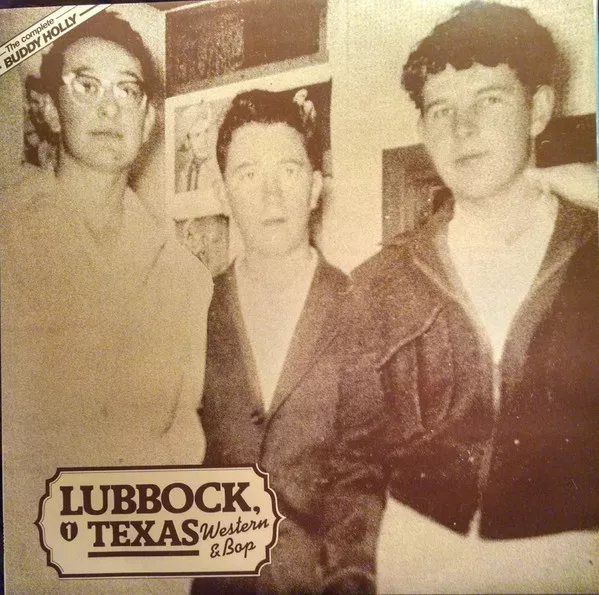 The complete
BUDDY HOLLY
LUBBOCK,
1 TEXAS Western
& Bop